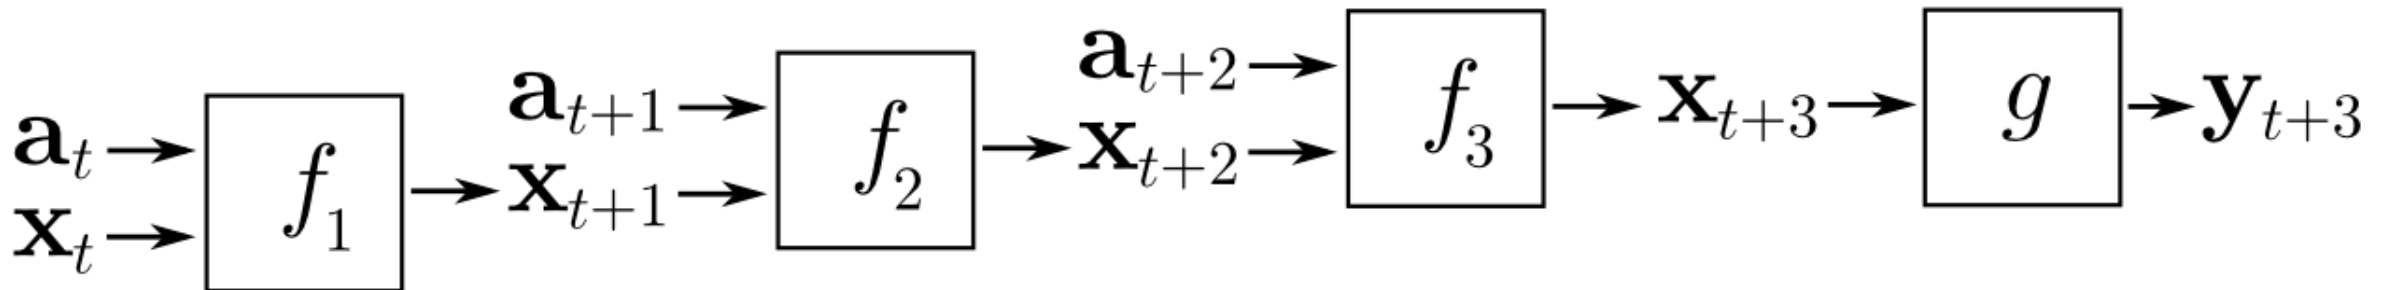 a_t
x_t
f_1
a_{t+1}
x_{t+1}
f_2
a_{t+2}
x_{t+2}
f_3
x_{t+3}
g
y_{t+3}